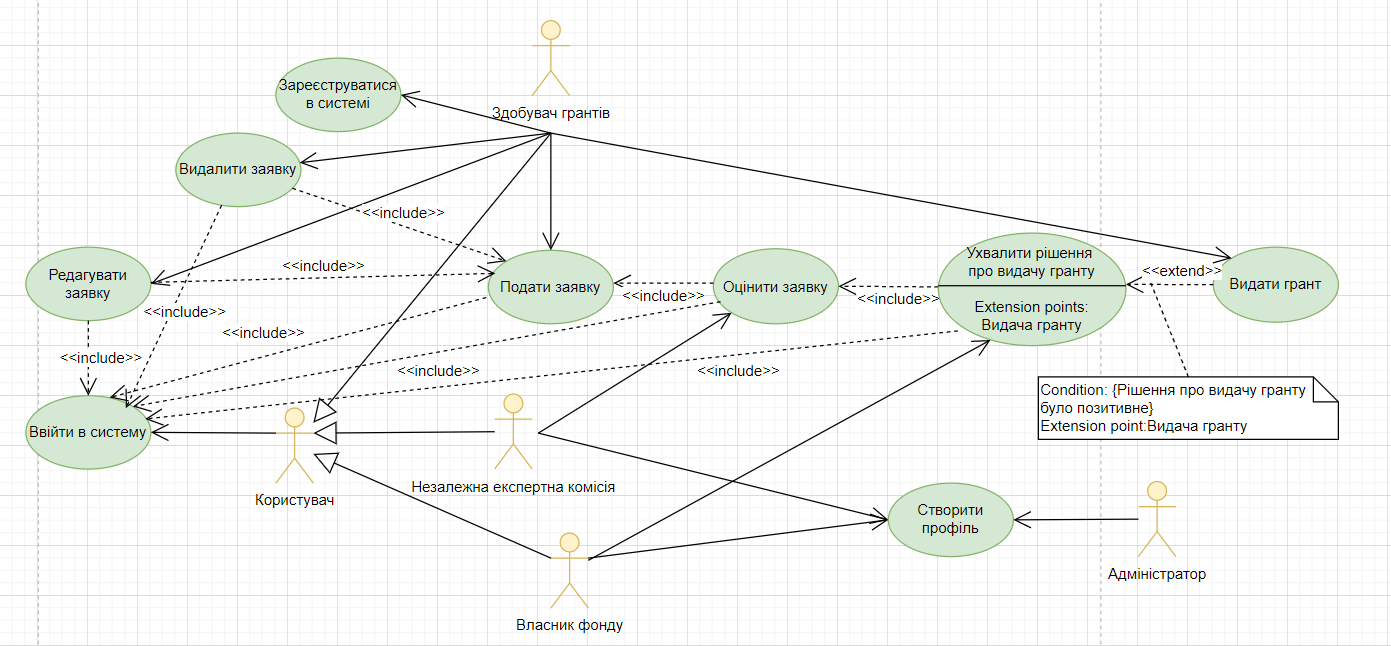 Здобувач грантів
Зареєструватися
в системі
Видалити заявку
<<include>>
Редагувати
заявку
<<include>>
Подати заявку
<<include>>
Оцінити заявку
<<include>>
Ухвалити рішення
про видачу гранту
Extension points:
Видача гранту
<<extend>>
Видати грант
<<include>>
<<include>>
<<include>>
<<include>>
<<include>>
Ввійти в систему
Користувач
Незалежна експертна комісія
Condition: {Рішення про видачу гранту
було позитивне}
Extension point:Видача гранту
Створити
профіль
Адміністратор
Власник фонду